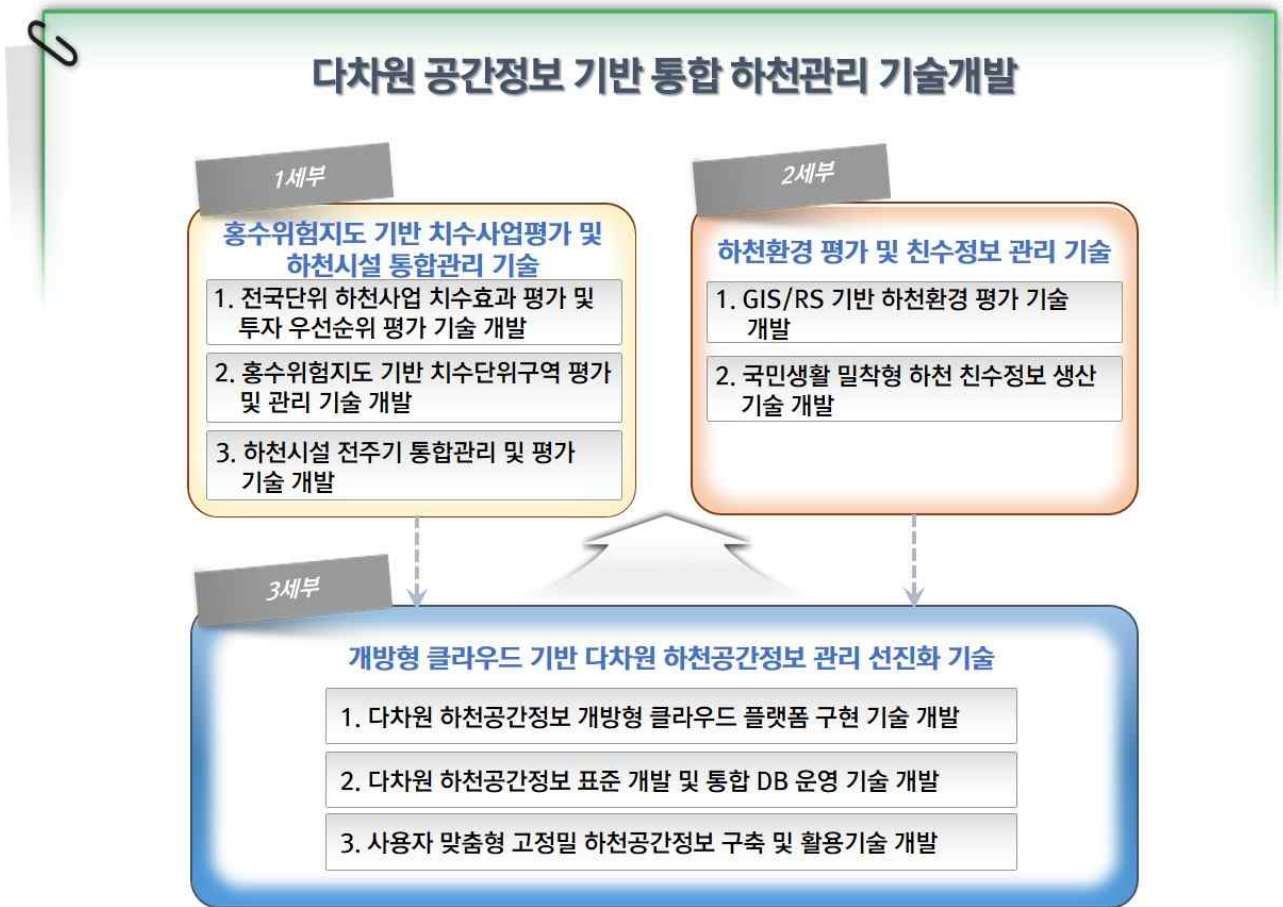 다차원 공간정보 기반 통합 하천관리 기술개발
1세부
홍수위험지도 기반 치수사업평가 및
하천시설 통합관리 기술
1. 전국단위 하천사업 치수효과 평가 및
투자 우선순위 평가 기술 개발
2. 홍수위험지도 기반 치수단위구역 평가
및 관리 기술 개발
3. 하천시설 전주기 통합관리 및 평가
기술 개발
2세부
하천환경 평가 및 친수정보 관리 기술
1. GIS/RS 기반 하천환경 평가 기술
개발
2. 국민생활 밀착형 하천 친수정보 생산
기술 개발
3세부
개방형 클라우드 기반 다차원 하천공간정보 관리 선진화 기술
1. 다차원 하천공간정보 개방형 클라우드 플랫폼 구현 기술 개발
2. 다차원 하천공간정보 표준 개발 및 통합 DB 운영 기술 개발
3. 사용자 맞춤형 고정밀 하천공간정보 구축 및 활용기술 개발